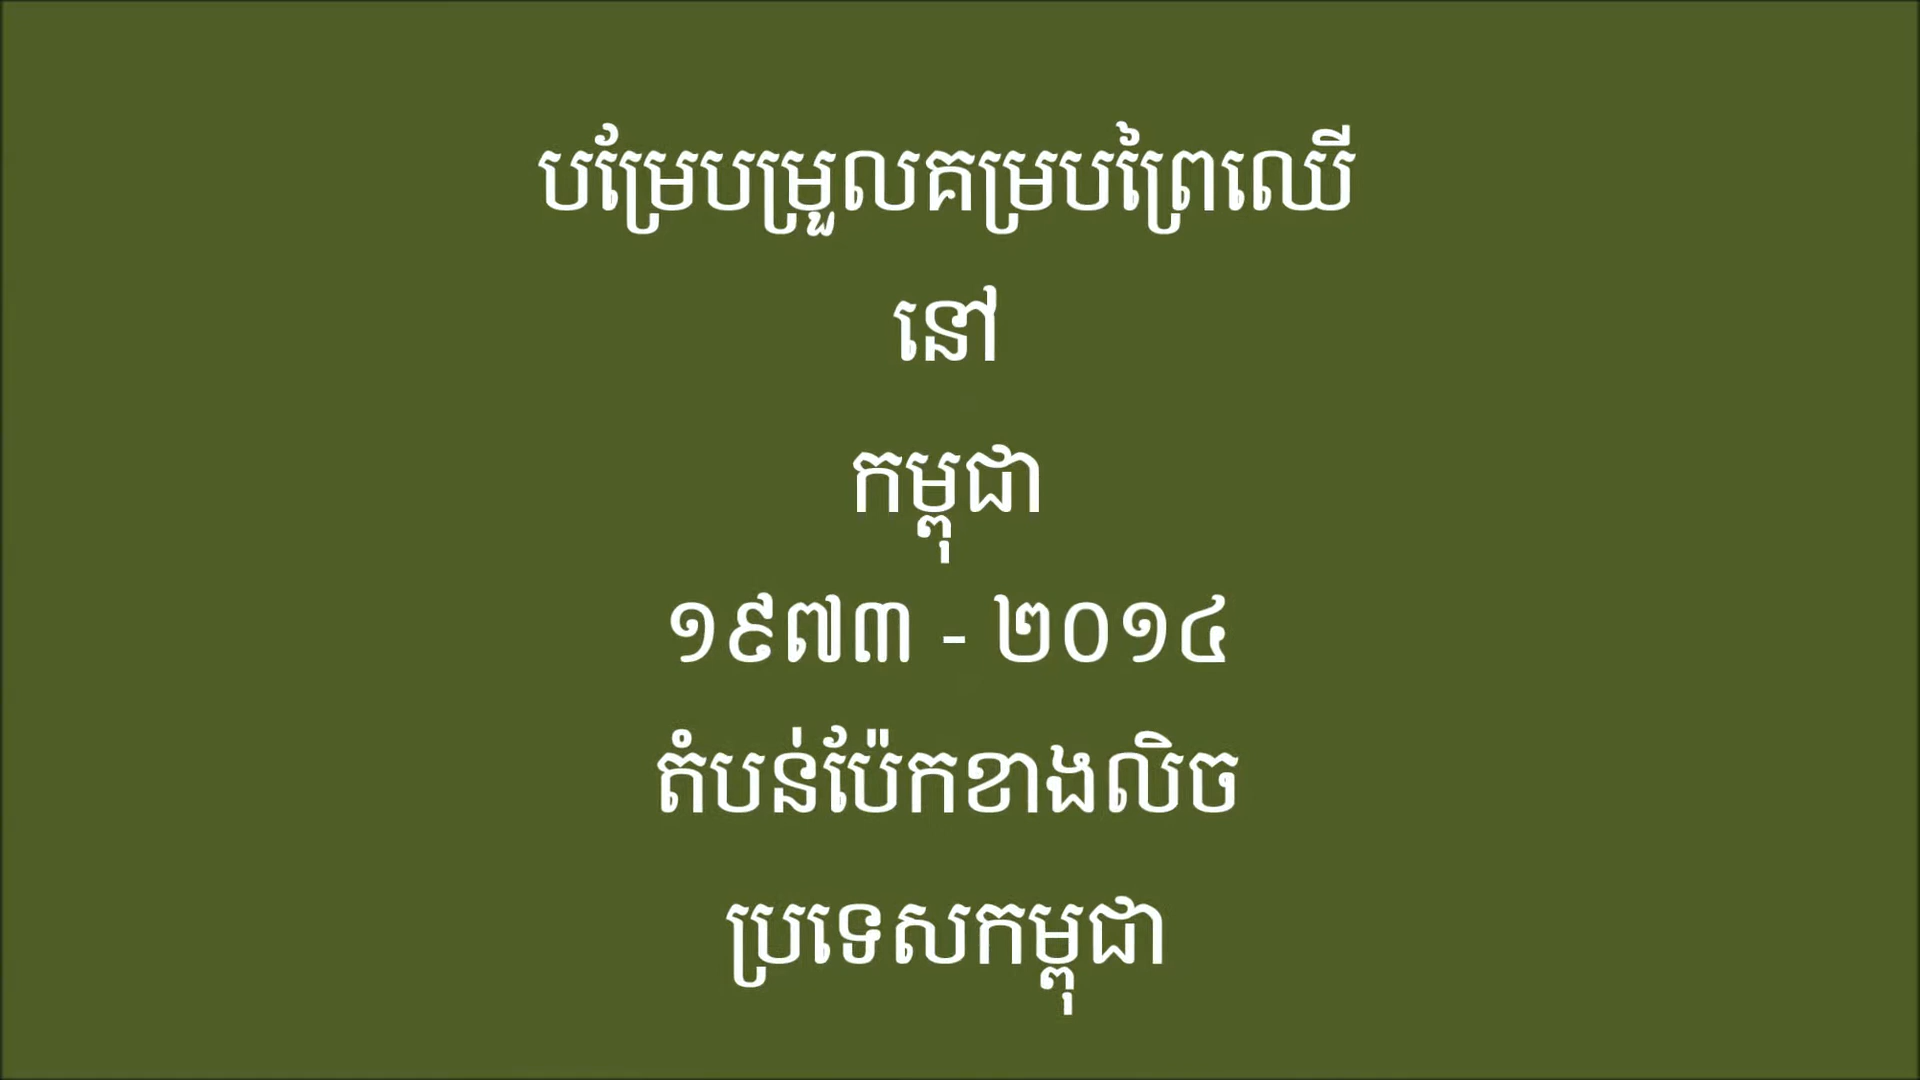 បម្រែបម្រួលគម្របព្រៃឈើ
នៅ
កម្ពុជា
១៩៧៣ - ២០១៤
តំបន់ប៉ែកខាងលិច
ប្រទេសកម្ពុជា